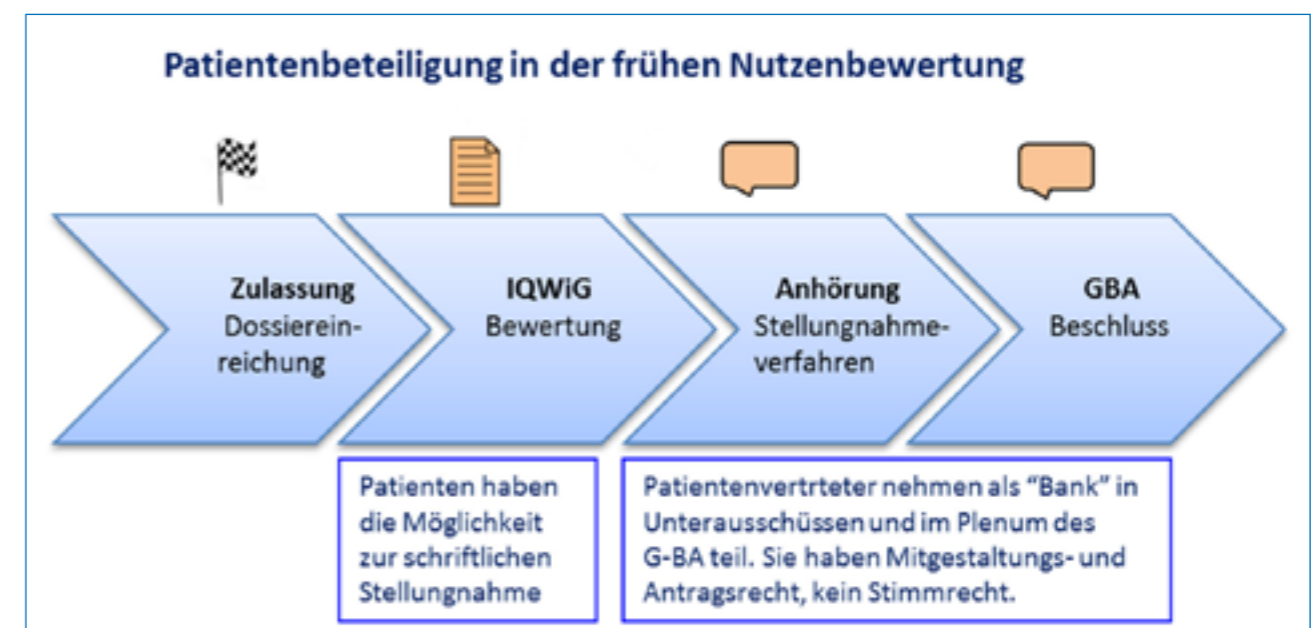 Patientenbeteiligung in der frühen Nutzenbewertung
Zulassung
Dossierein-
reichung
IQWiG
Bewertung
Anhörung
Stellungnahme-
verfahren
GBA
Beschluss
Patienten haben
die Möglichkeit
zur schriftlichen
Stellungnahme
Patientenvertrteter nehmen als “Bank” in
Unterausschüssen und im Plenum des
G-BA teil. Sie haben Mitgestaltungs- und
Antragsrecht, kein Stimmrecht.